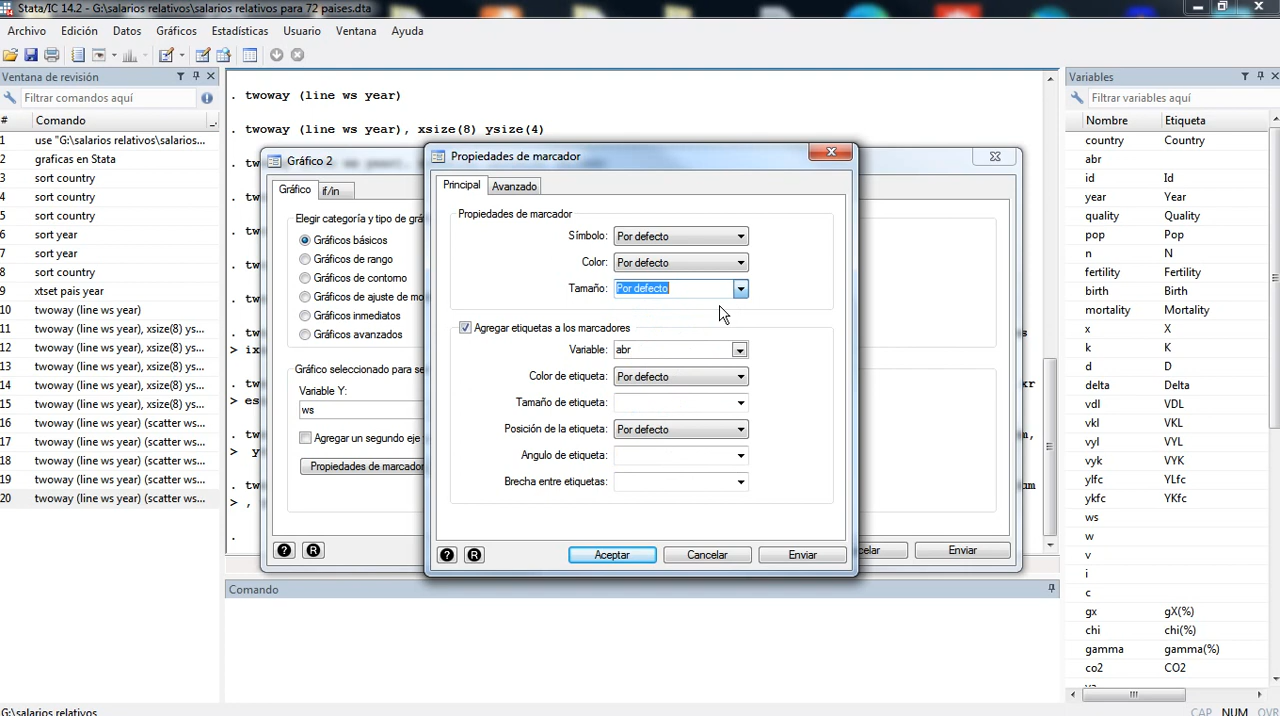 Stata/IC 14.2 - G:\salarios relativos\salarios relativos para 72 paises.dta
Archivo Edición Datos Gráficos Estadísticas Usuario Ventana Ayuda
Ventana de revisión
Filtrar comandos aquí
# Comando
1 use "G:\salarios relativos\salarios...
2 graficas en Stata
3 sort country
4 sort country
5 sort country
6 sort year
7 sort year
8 sort country
9 xtset pais year
10 twoway (line ws year)
11 twoway (line ws year), xsize(8) ys...
12 twoway (line ws year), xsize(8) ys...
13 twoway (line ws year), xsize(8) ys...
14 twoway (line ws year), xsize(8) ys...
15 twoway (line ws year), xsize(8) ys...
16 twoway (line ws year) (scatter ws...
17 twoway (line ws year) (scatter ws...
18 twoway (line ws year) (scatter ws...
19 twoway (line ws year) (scatter ws...
20 twoway (line ws year) (scatter ws...
. twoway (line ws year)
. twoway (line ws year), xsize(8) ysize(4)
Gráfico 2
Gráfico if/in
Elegir categoría y tipo de grá
Gráficos básicos
Gráficos de rango
Gráficos de contorno
Gráficos de ajuste de mo
Gráficos inmediatos
Gráficos avanzados
Gráfico seleccionado para se
Variable Y:
ws
Agregar un segundo eje
Propiedades de marcador
celar Enviar
Propiedades de marcador
Principal Avanzado
Propiedades de marcador
Símbolo: Por defecto
Color: Por defecto
Tamaño: Por defecto
Agregar etiquetas a los marcadores
Variable: abr
Color de etiqueta: Por defecto
Tamaño de etiqueta:
Posición de la etiqueta: Por defecto
Angulo de etiqueta:
Brecha entre etiquetas:
Aceptar Cancelar Enviar
Comando
Variables
Filtrar variables aquí
Nombre Etiqueta
country Country
abr
id Id
year Year
quality Quality
pop Pop
n N
fertility Fertility
birth Birth
mortality Mortality
x X
k K
d D
delta Delta
vdl VDL
vkl VKL
vyl VYL
vyk VYK
ylfc YLfc
ykfc YKfc
ws
w
v
i
c
gx gX(%)
chi chi(%)
gamma gamma(%)
co2 CO2
G:\salarios relativos
CAP NUM OVR